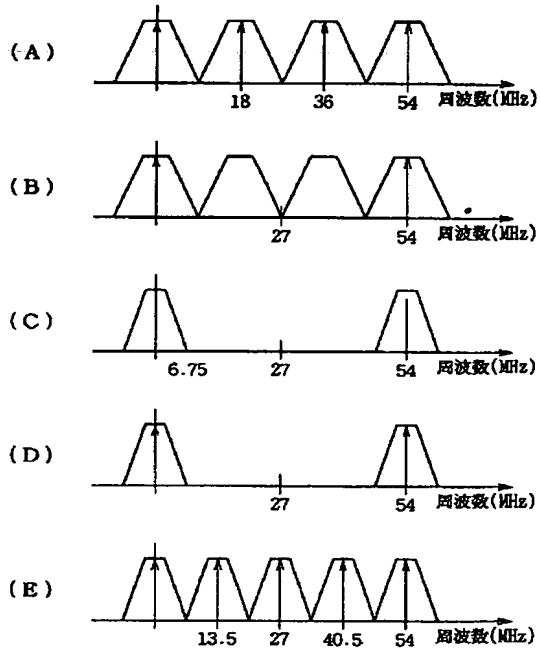 (A)
18 36 54 周波数(MHz)
(B)
27 54 周波数(MHz)
(C)
6.75 27 54 周波数(MHz)
(D)
27 54 周波数(MHz)
(E)
13.5 27 40.5 54 周波数(MHz)